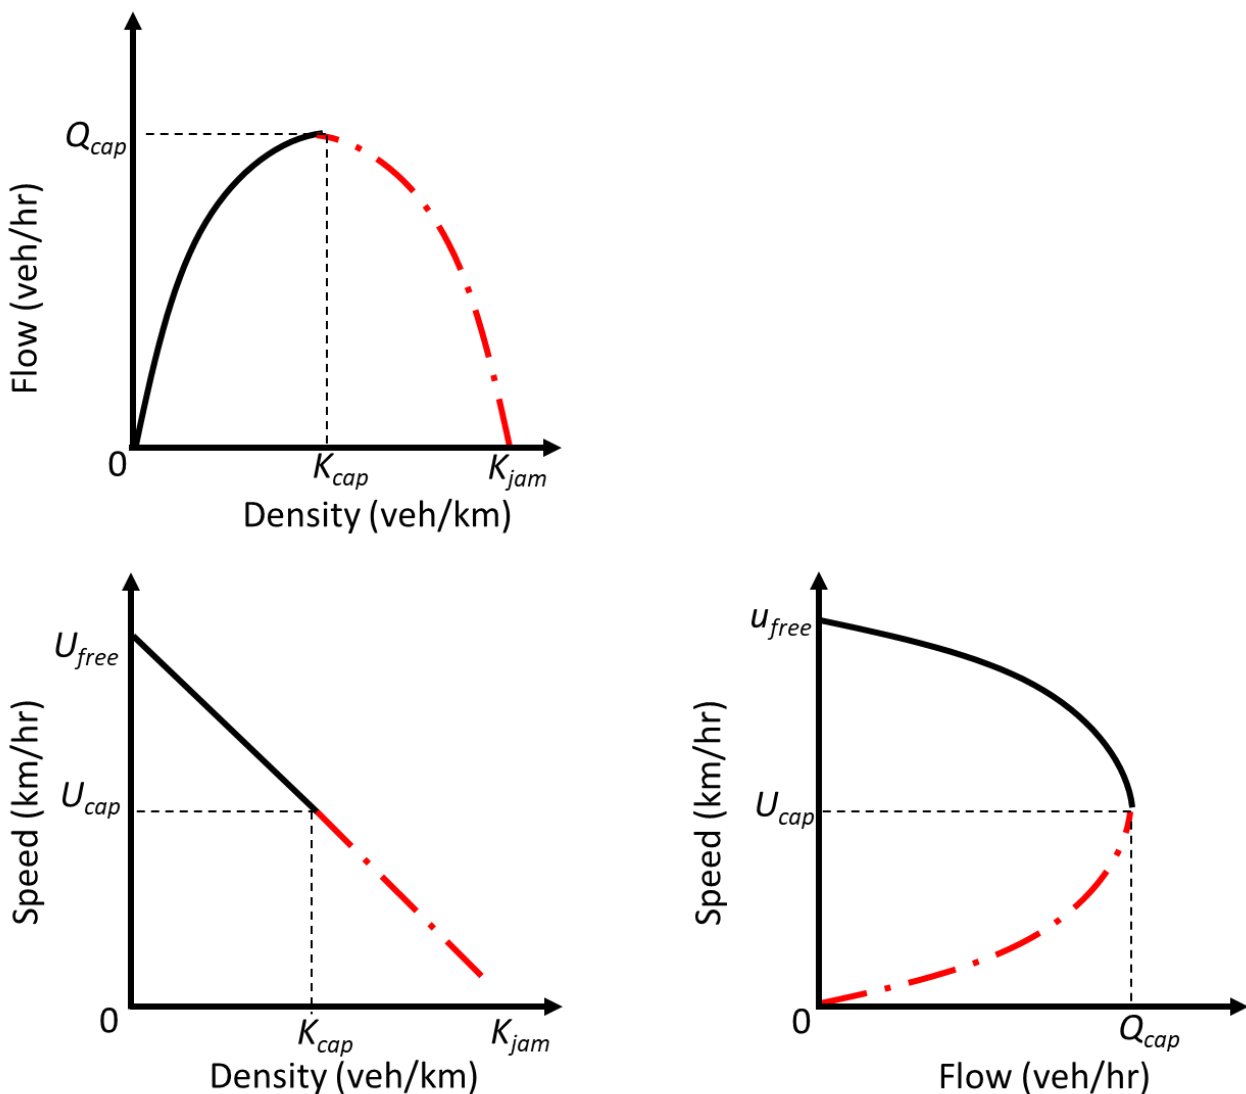 Flow (veh/hr)
Q_cap
0
K_cap
K_jam
Density (veh/km)
Speed (km/hr)
U_free
U_cap
0
K_cap
K_jam
Density (veh/km)
Speed (km/hr)
u_free
U_cap
0
Q_cap
Flow (veh/hr)